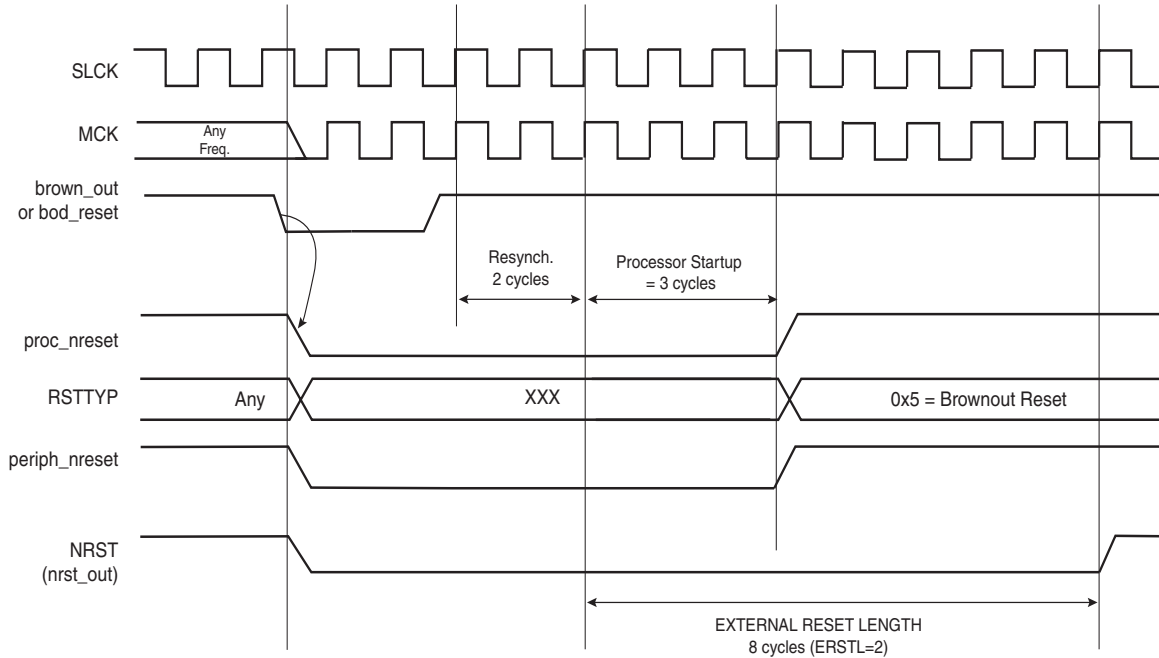 SLCK
MCK
Any
Freq.
brown_out
or bod_reset
Resynch.
2 cycles
Processor Startup
= 3 cycles
proc_nreset
RSTTYP
Any
XXX
0x5 = Brownout Reset
periph_nreset
NRST
(nrst_out)
EXTERNAL RESET LENGTH
8 cycles (ERSTL=2)